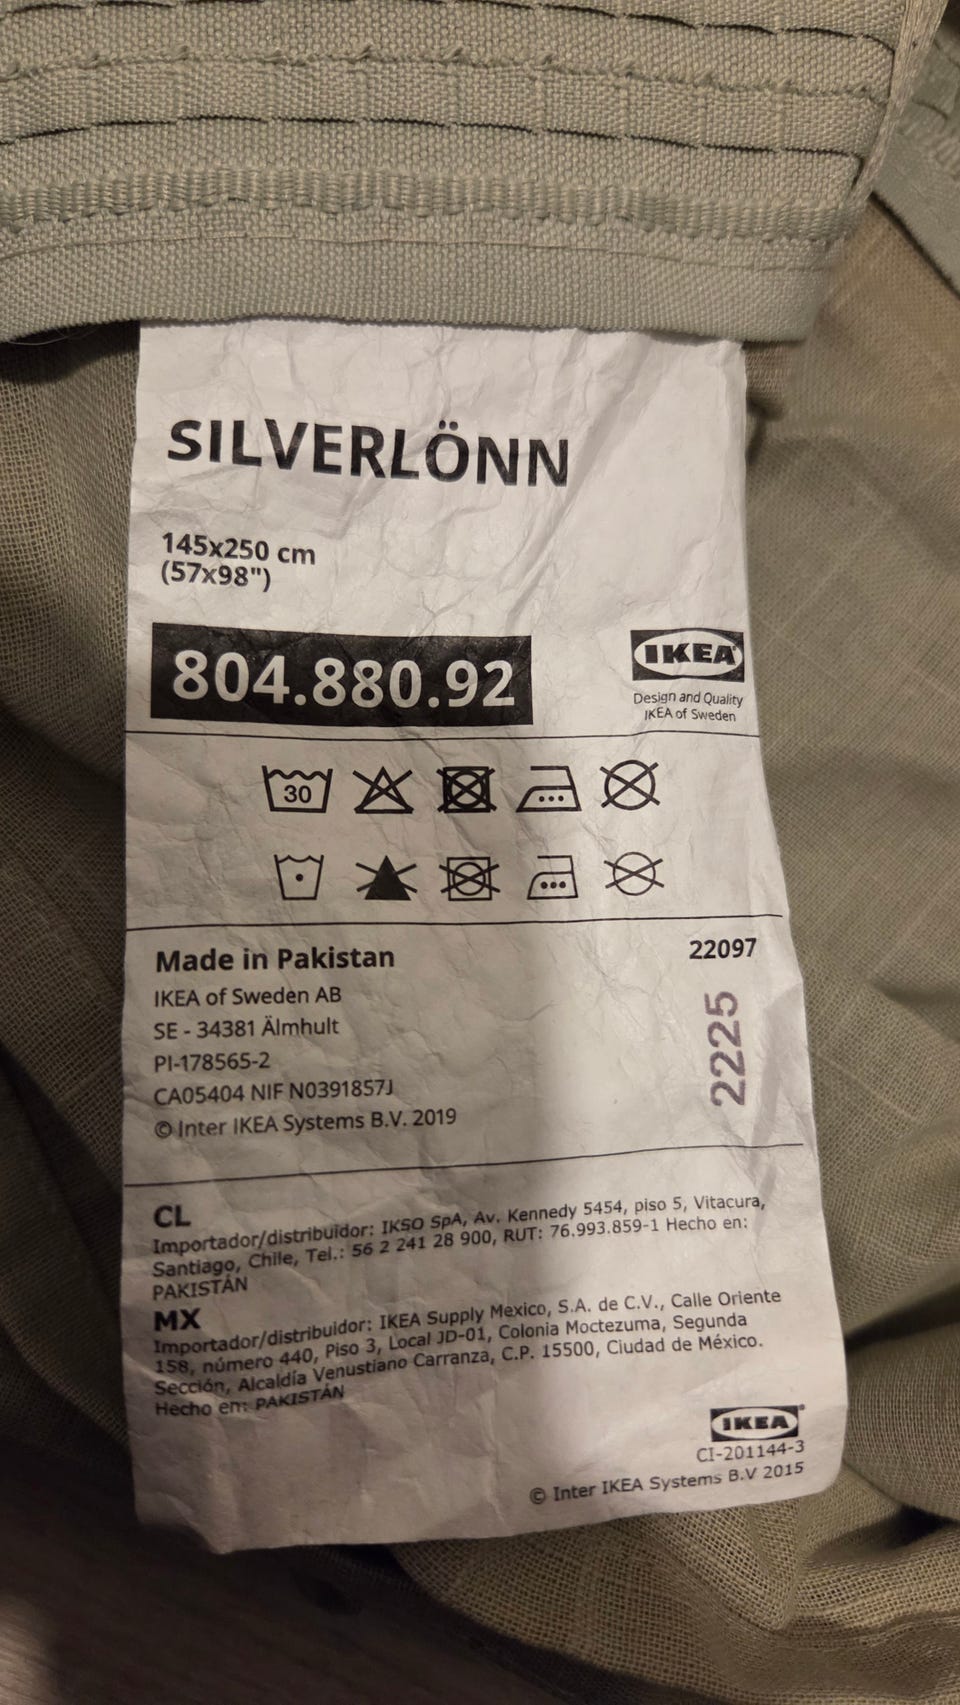 SILVERLÖNN
145x250 cm
(57x98")
804.880.92
IKEA
Design and Quality
IKEA of Sweden
30
Made in Pakistan
22097
IKEA of Sweden AB
SE - 34381 Älmhult
PI-178565-2
CA05404 NIF N0391857J
© Inter IKEA Systems B.V. 2019
2225
CL
Importador/distribuidor: IKSO SpA, Av. Kennedy 5454, piso 5, Vitacura,
Santiago, Chile, Tel.: 56 2 241 28 900, RUT: 76.993.859-1 Hecho en:
PAKISTÁN
MX
Importador/distribuidor: IKEA Supply Mexico, S.A. de C.V., Calle Oriente
158, número 440, Piso 3, Local JD-01, Colonia Moctezuma, Segunda
Sección, Alcaldía Venustiano Carranza, C.P. 15500, Ciudad de México.
Hecho en: PAKISTÁN
IKEA®
CI-201144-3
© Inter IKEA Systems B.V 2015